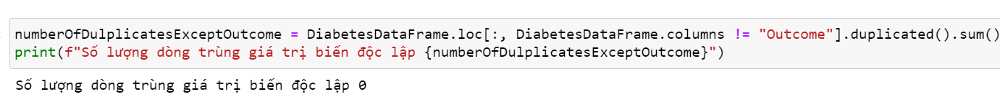 numberOfDulplicatesExceptOutcome = DiabetesDataFrame.loc[:, DiabetesDataFrame.columns != "Outcome"].duplicated().sum()
print(f"Số lượng dòng trùng giá trị biến độc lập {numberOfDulplicatesExceptOutcome}")
Số lượng dòng trùng giá trị biến độc lập 0